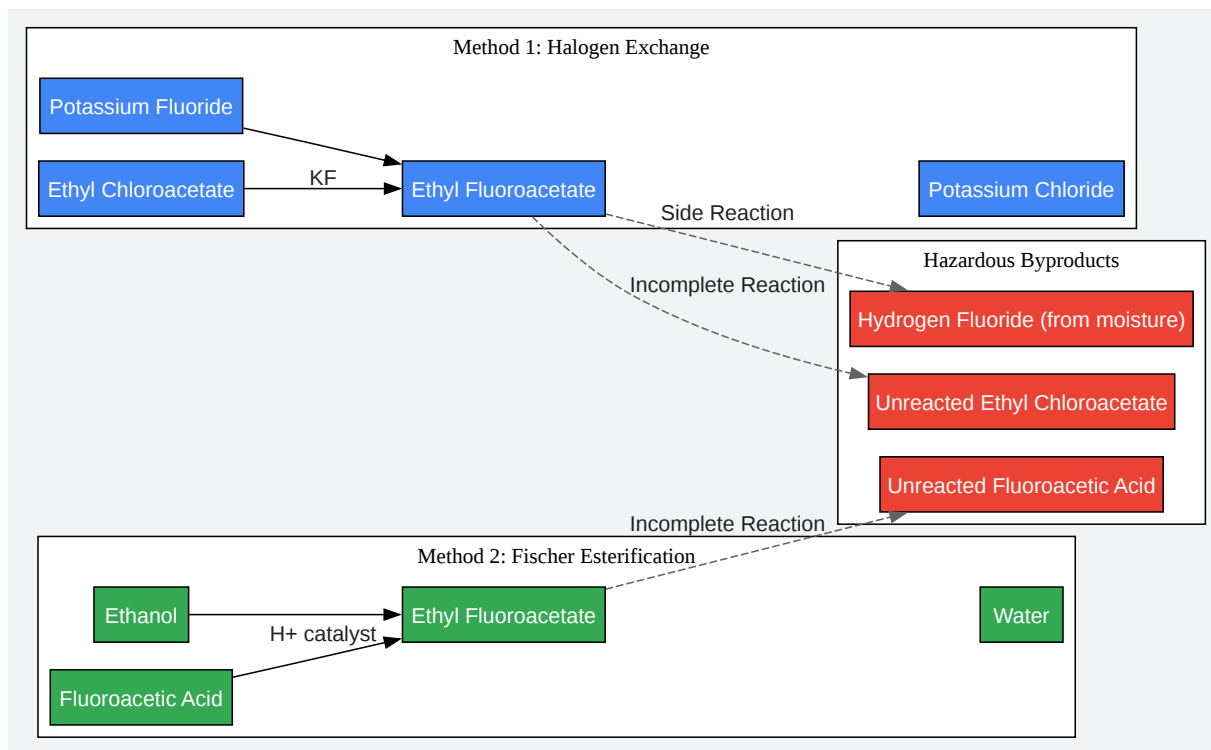 Method 1: Halogen Exchange
Potassium Fluoride
Ethyl Chloroacetate
KF
Ethyl Fluoroacetate
Potassium Chloride
Side Reaction
Incomplete Reaction
Hazardous Byproducts
Hydrogen Fluoride (from moisture)
Unreacted Ethyl Chloroacetate
Unreacted Fluoroacetic Acid
Incomplete Reaction
Method 2: Fischer Esterification
Ethanol
H+ catalyst
Ethyl Fluoroacetate
Water
Fluoroacetic Acid